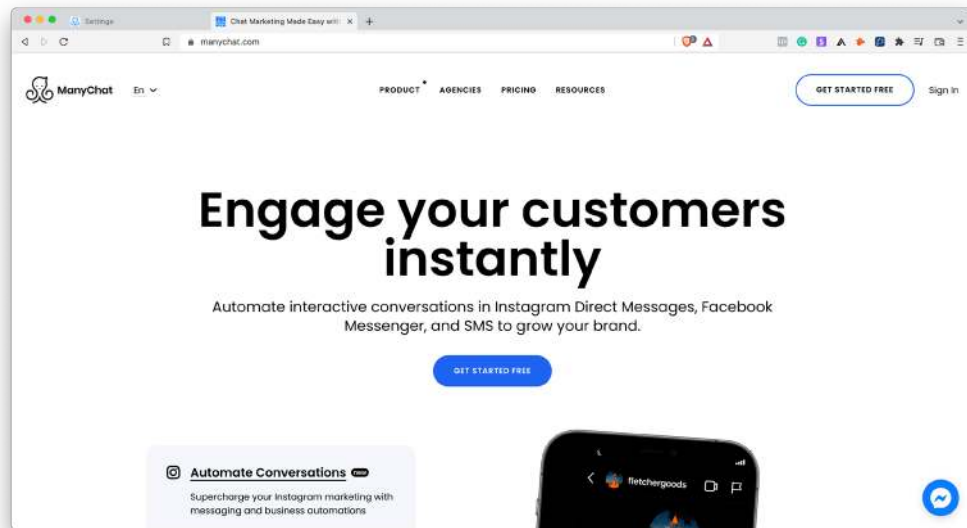 Settings
Chat Marketing Made Easy with
manychat.com
ManyChat
En
PRODUCT
AGENCIES
PRICING
RESOURCES
GET STARTED FREE
Sign In
Engage your customers
instantly
Automate interactive conversations in Instagram Direct Messages, Facebook
Messenger, and SMS to grow your brand.
GET STARTED FREE
Automate Conversations new
Supercharge your Instagram marketing with
messaging and business automations
fletchergoods